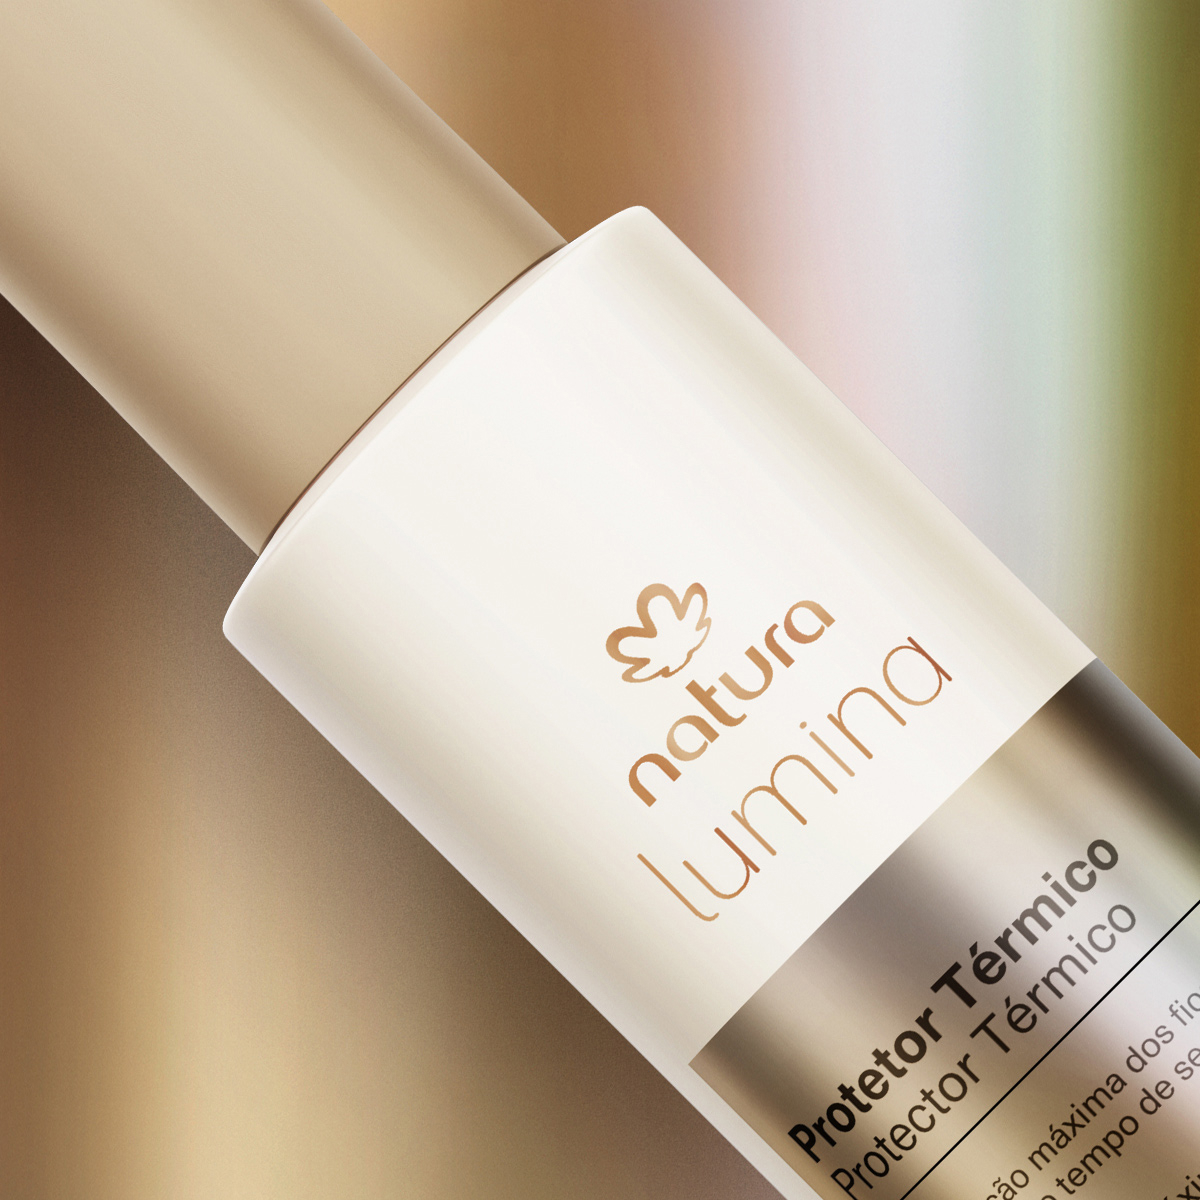 natura
lumina
Protetor Térmico
Protector Térmico
máxima dos
tempo de